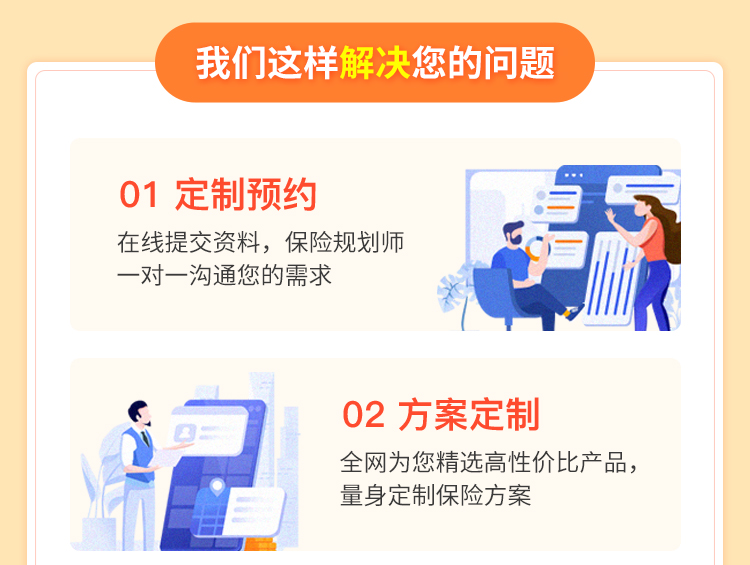 我们这样解决您的问题
01 定制预约
在线提交资料，保险规划师
一对一沟通您的需求
02 方案定制
全网为您精选高性价比产品，
量身定制保险方案